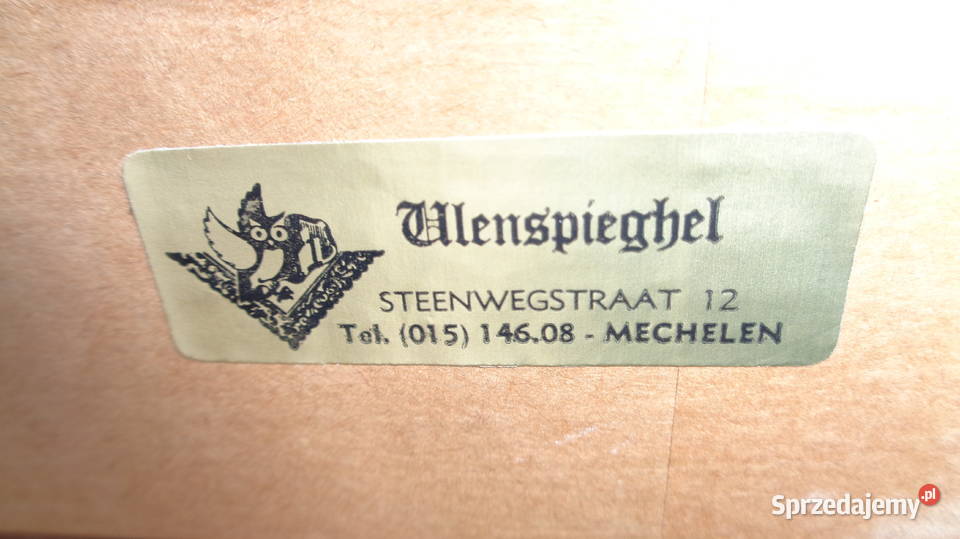 Ulenspieghel
STEENWEGSTRAAT 12
Tel. (015) 146.08 - MECHELEN
Sprzedajemy.pl